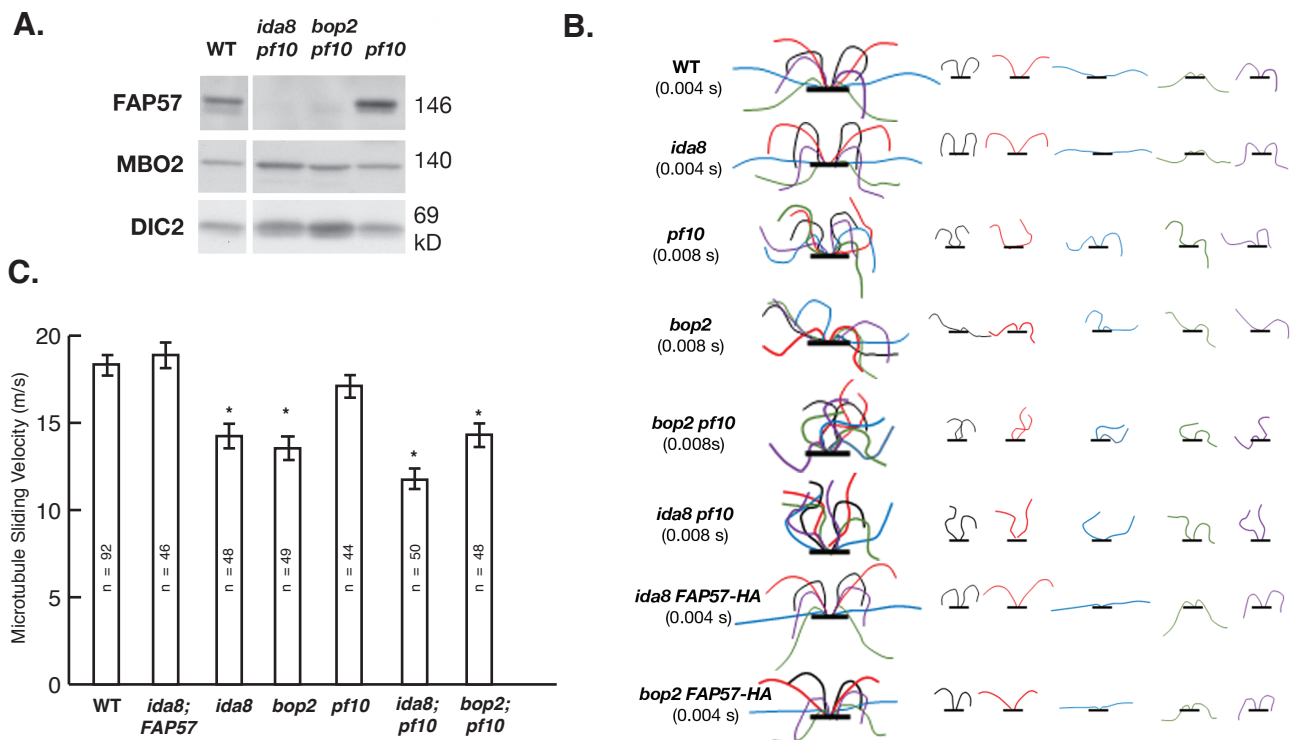 A.
WT
ida8
pf10
bop2
pf10
pf10
FAP57
146
MBO2
140
DIC2
69
kD
B.
WT
(0.004 s)
ida8
(0.004 s)
pf10
(0.008 s)
bop2
(0.008 s)
bop2 pf10
(0.008s)
ida8 pf10
(0.008 s)
ida8 FAP57-HA
(0.004 s)
bop2 FAP57-HA
(0.004 s)
C.
Microtubule Sliding Velocity (m/s)
20
15
10
5
0
*
*
*
*
n = 92
n = 46
n = 48
n = 49
n = 44
n = 50
n = 48
WT
ida8;
FAP57
ida8
bop2
pf10
ida8;
pf10
bop2;
pf10